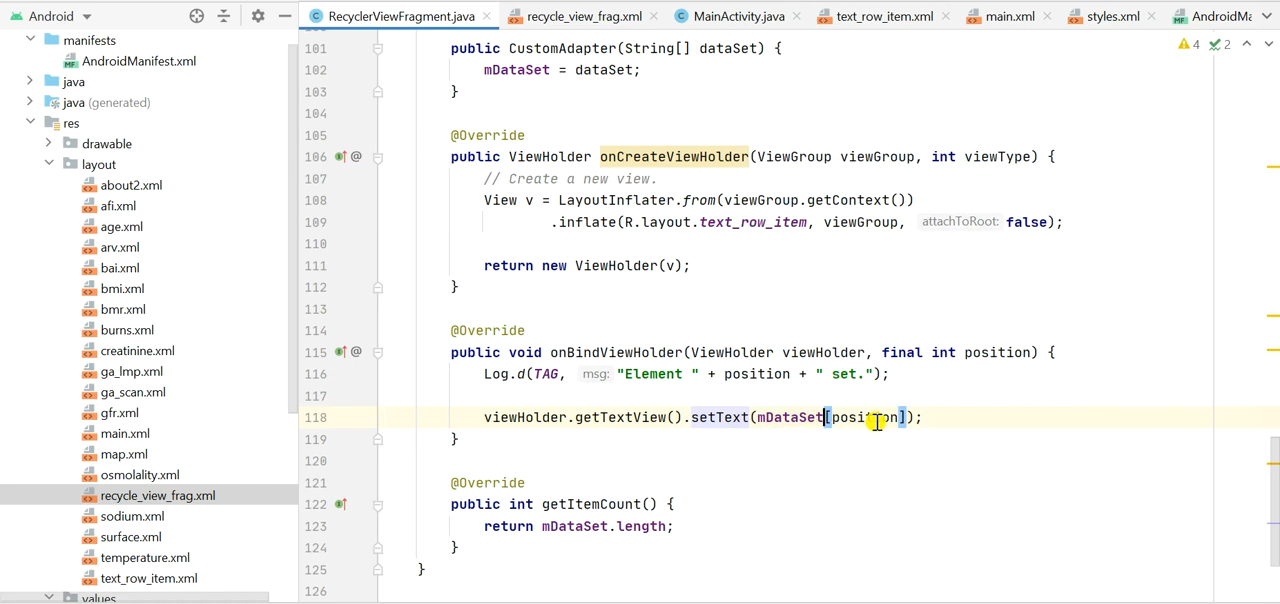 Android
RecyclerViewFragment.java
recycle_view_frag.xml
MainActivity.java
text_row_item.xml
main.xml
styles.xml
AndroidMa
manifests
AndroidManifest.xml
java
java (generated)
res
drawable
layout
about2.xml
afi.xml
age.xml
arv.xml
bai.xml
bmi.xml
bmr.xml
burns.xml
creatinine.xml
ga_lmp.xml
ga_scan.xml
gfr.xml
main.xml
map.xml
osmolality.xml
recycle_view_frag.xml
sodium.xml
surface.xml
temperature.xml
text_row_item.xml
values
4 2
101 public CustomAdapter(String[] dataSet) {
102 mDataSet = dataSet;
103 }
104
105 @Override
106 @ public ViewHolder onCreateViewHolder(ViewGroup viewGroup, int viewType) {
107 // Create a new view.
108 View v = LayoutInflater.from(viewGroup.getContext())
109 .inflate(R.layout.text_row_item, viewGroup, attachToRoot: false);
110
111 return new ViewHolder(v);
112 }
113
114 @Override
115 @ public void onBindViewHolder(ViewHolder viewHolder, final int position) {
116 Log.d(TAG, msg: "Element " + position + " set.");
117
118 viewHolder.getTextView().setText(mDataSet[position]);
119 }
120
121 @Override
122 public int getItemCount() {
123 return mDataSet.length;
124 }
125 }
126